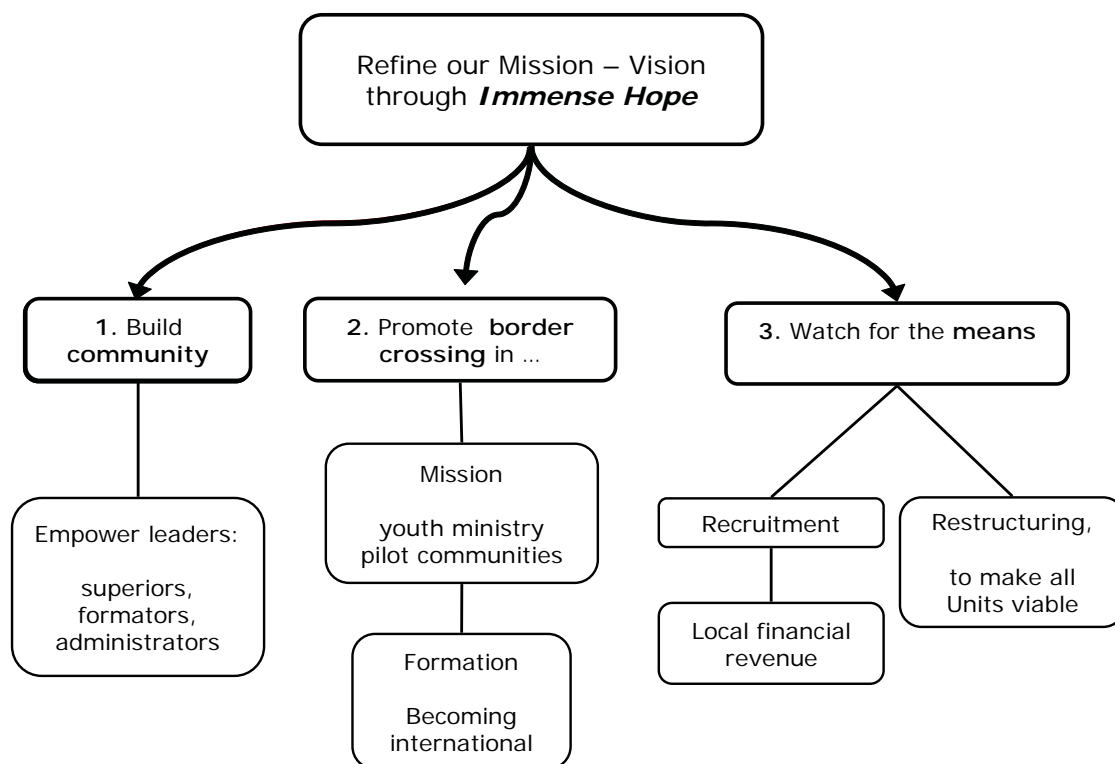 Refine our Mission – Vision
through Immense Hope
1. Build
community
2. Promote border
crossing in ...
3. Watch for the means
Empower leaders:
superiors,
formators,
administrators
Mission
youth ministry
pilot communities
Formation
Becoming
international
Recruitment
Local financial
revenue
Restructuring,
to make all
Units viable